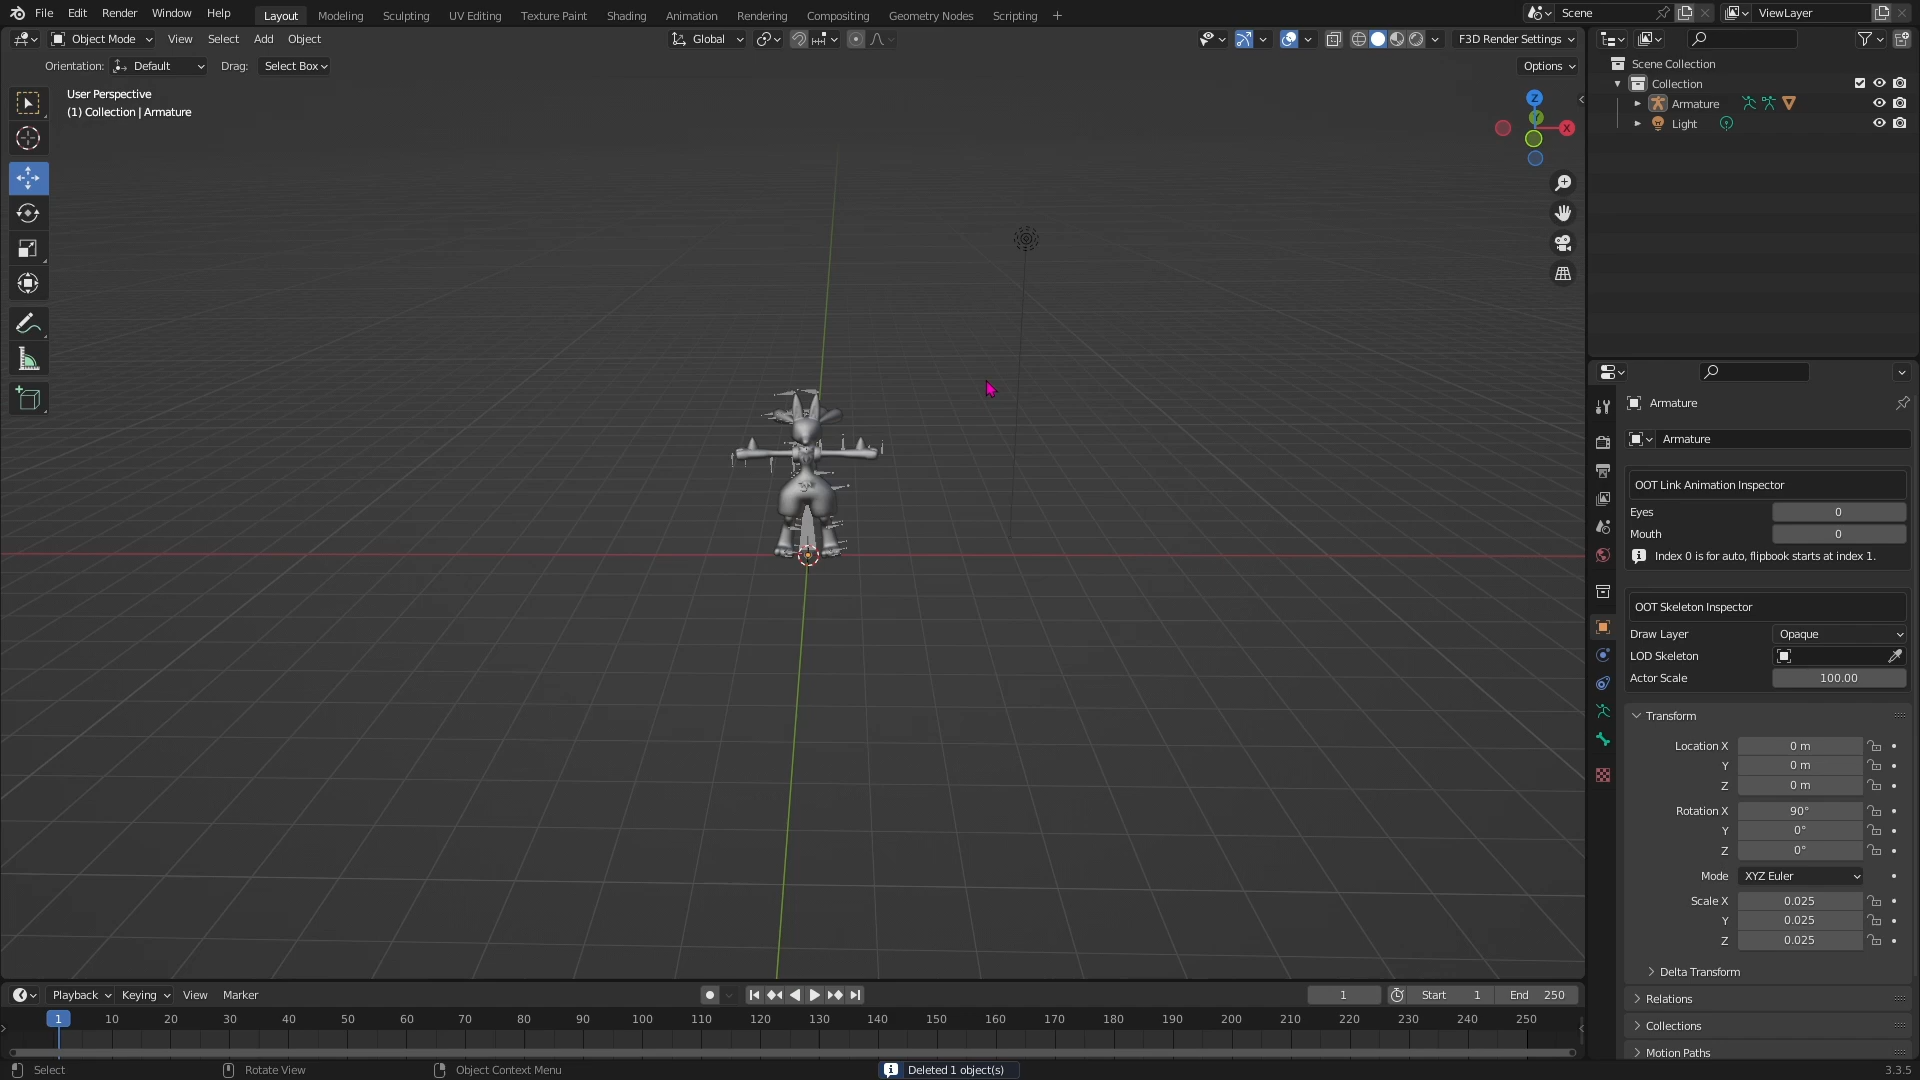 File Edit Render Window Help
Layout Modeling Sculpting UV Editing Texture Paint Shading Animation Rendering Compositing Geometry Nodes Scripting +
Scene
ViewLayer
Object Mode View Select Add Object
Global
F3D Render Settings
Orientation: Default Drag: Select Box
Options
User Perspective
(1) Collection | Armature
Z
Y
X
Scene Collection
Collection
Armature
Light
Armature
Armature
OOT Link Animation Inspector
Eyes 0
Mouth 0
Index 0 is for auto, flipbook starts at index 1.
OOT Skeleton Inspector
Draw Layer Opaque
LOD Skeleton
Actor Scale 100.00
Transform
Location X 0 m
Y 0 m
Z 0 m
Rotation X 90°
Y 0°
Z 0°
Mode XYZ Euler
Scale X 0.025
Y 0.025
Z 0.025
Delta Transform
Relations
Collections
Motion Paths
Playback Keying View Marker
1 Start 1 End 250
1 10 20 30 40 50 60 70 80 90 100 110 120 130 140 150 160 170 180 190 200 210 220 230 240 250
Select Rotate View Object Context Menu Deleted 1 object(s) 3.3.5